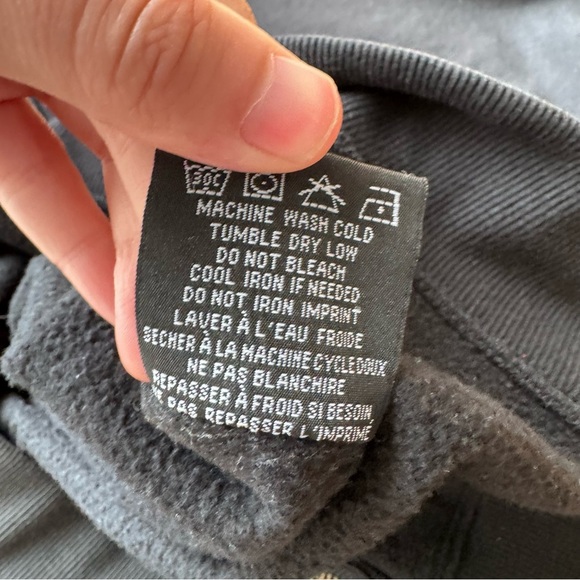 30C
MACHINE WASH COLD
TUMBLE DRY LOW
DO NOT BLEACH
COOL IRON IF NEEDED
DO NOT IRON IMPRINT
LAVER À L'EAU FROIDE
SECHER À LA MACHINE CYCLE DOUX
NE PAS BLANCHIRE
REPASSER À FROID SI BESOIN,
NE PAS REPASSER L'IMPRIMÉ